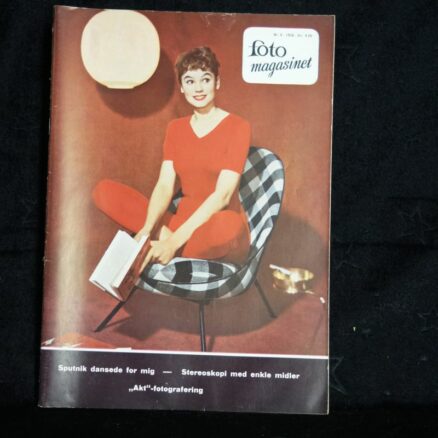 foto
magasinet
Sputnik dansede for mig — Stereoskopi med enkle midler
„Akt"-fotografering